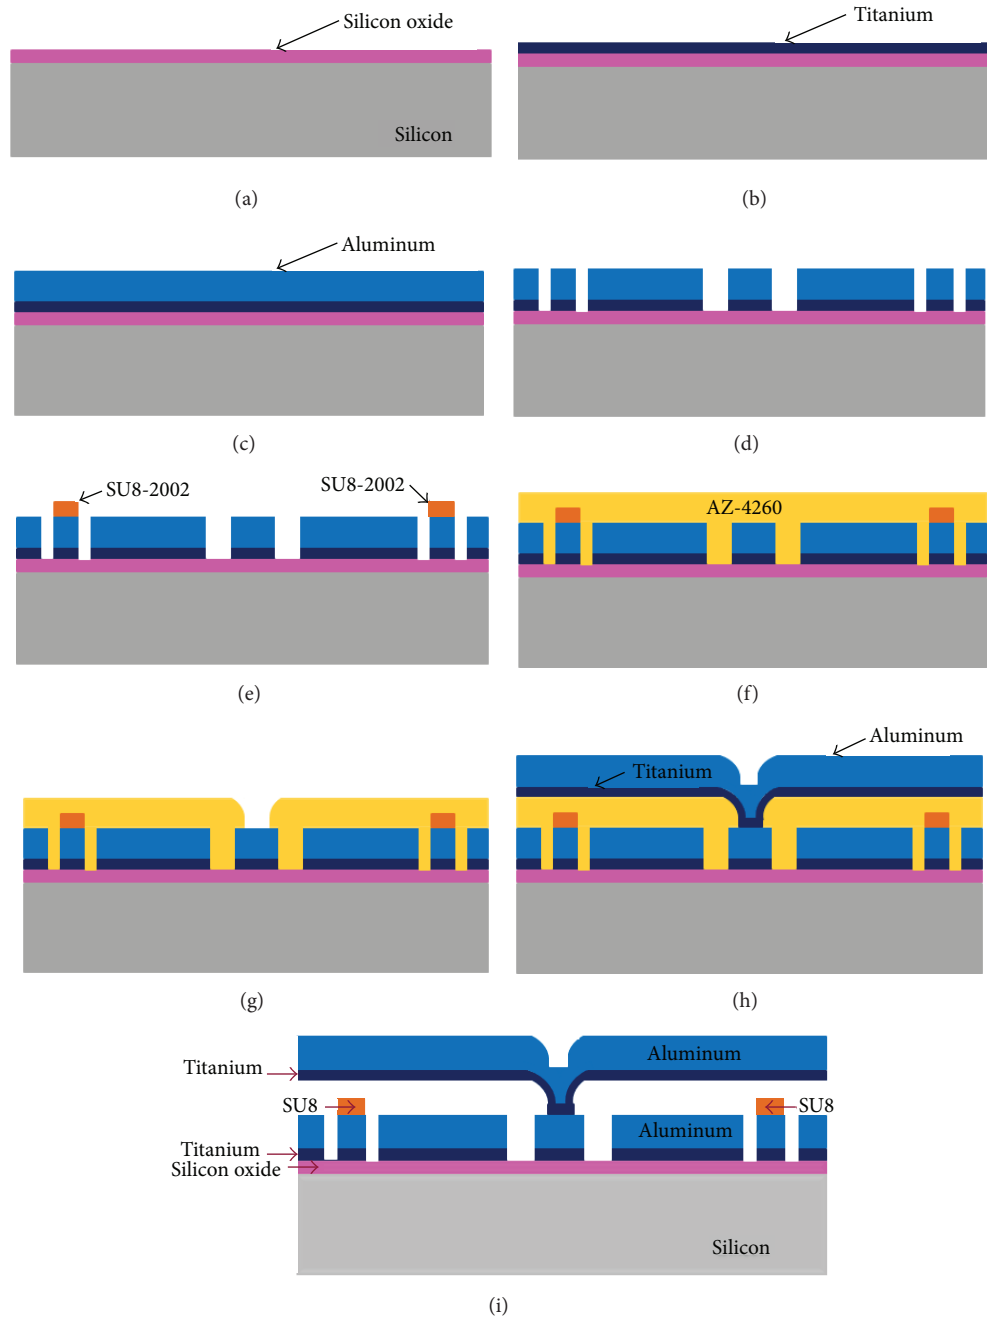 Silicon oxide
Silicon
(a)
Titanium
(b)
Aluminum
(c)
(d)
SU8-2002
SU8-2002
(e)
AZ-4260
(f)
(g)
Aluminum
Titanium
(h)
Titanium
Aluminum
SU8
SU8
Aluminum
Titanium
Silicon oxide
Silicon
(i)